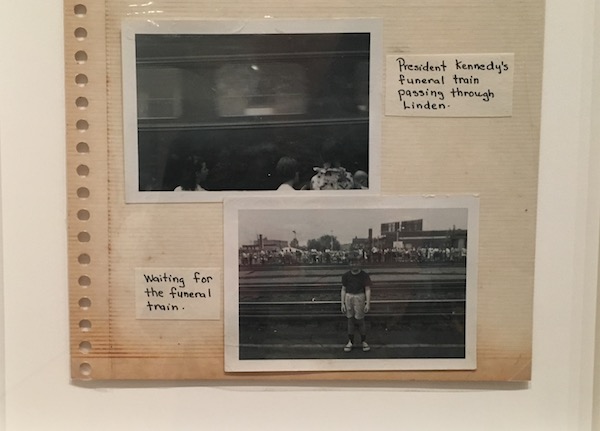 President Kennedy's
funeral train
passing through
Linden.
Waiting for
the funeral
train.